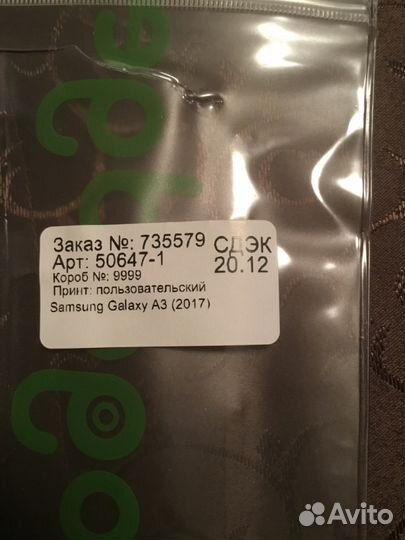 Заказ №: 735579 СДЭК
Арт: 50647-1 20.12
Короб №: 9999
Принт: пользовательский
Samsung Galaxy A3 (2017)
Avito